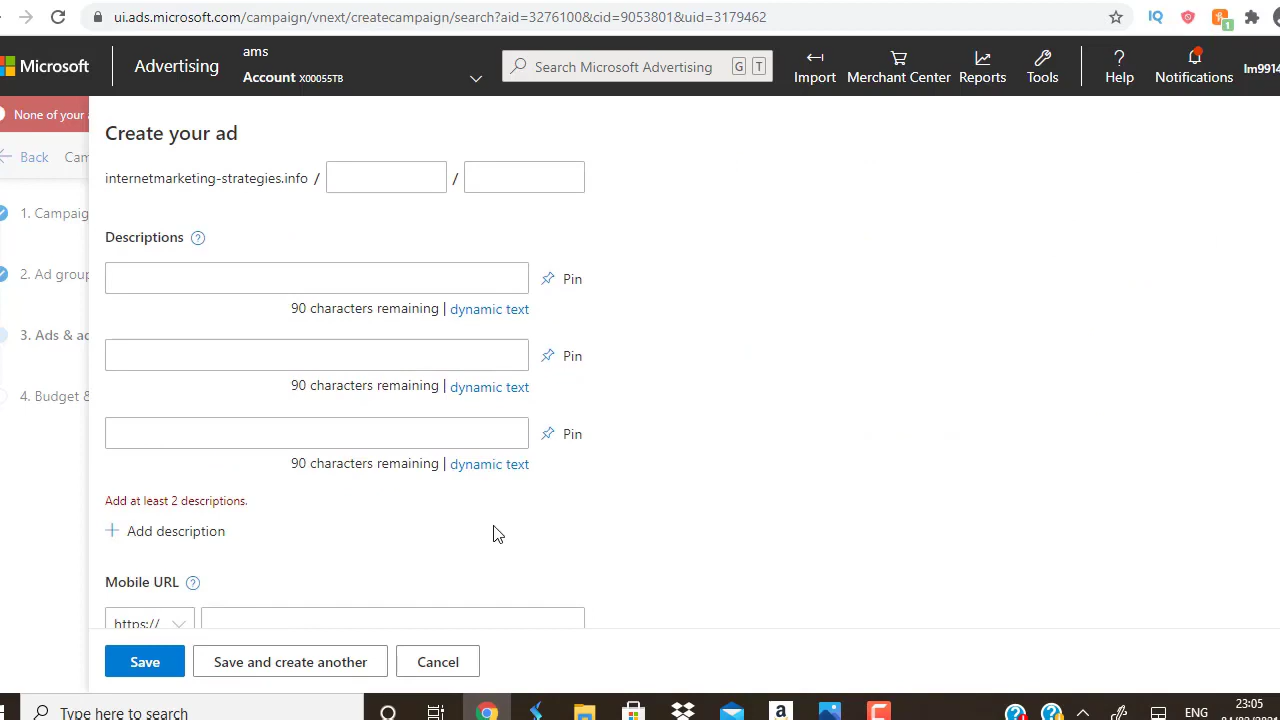 ui.ads.microsoft.com/campaign/vnext/createcampaign/search?aid=3276100&cid=9053801&uid=3179462
IQ
1
Microsoft
Advertising
ams
Account X00055TB
Search Microsoft Advertising G T
Import
Merchant Center
Reports
Tools
Help
Notifications
lm9914
None of your
Create your ad
Back
internetmarketing-strategies.info / /
1. Campaig
Descriptions ?
2. Ad group
Pin
90 characters remaining | dynamic text
3. Ads & ad
Pin
90 characters remaining | dynamic text
4. Budget &
Pin
90 characters remaining | dynamic text
Add at least 2 descriptions.
+ Add description
Mobile URL ?
https://
Save
Save and create another
Cancel
Type here to search
ENG
23:05